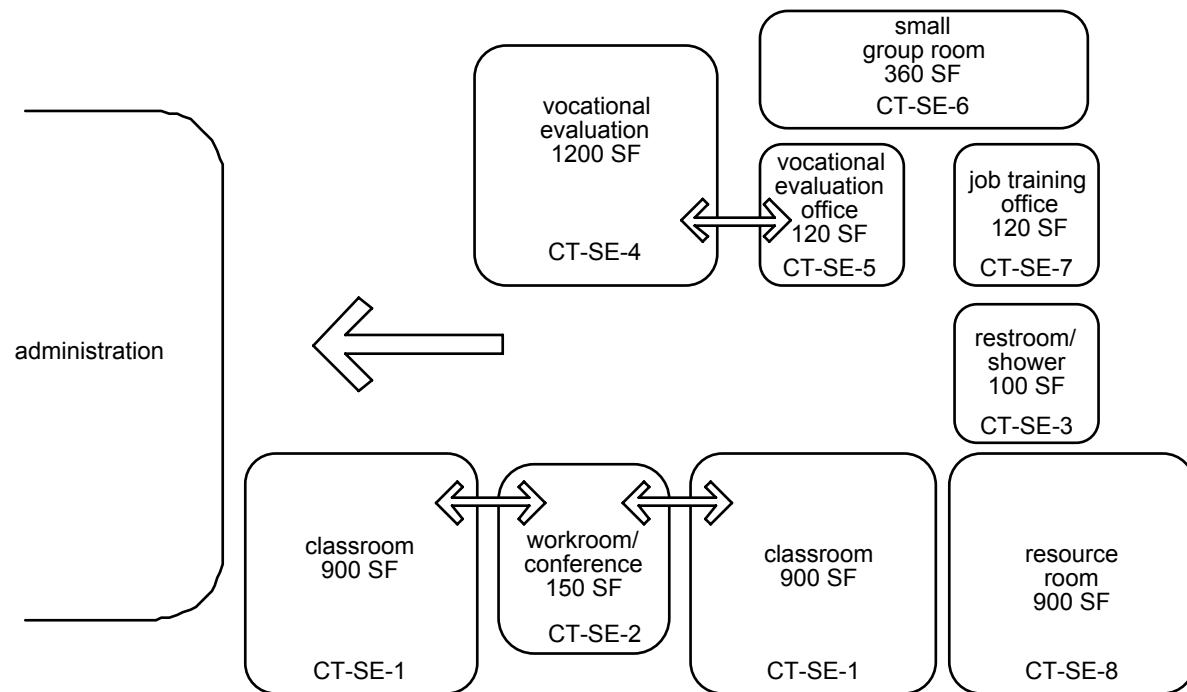 small
group room
360 SF
CT-SE-6
vocational
evaluation
1200 SF
CT-SE-4
vocational
evaluation
office
120 SF
CT-SE-5
job training
office
120 SF
CT-SE-7
administration
restroom/
shower
100 SF
CT-SE-3
classroom
900 SF
CT-SE-1
workroom/
conference
150 SF
CT-SE-2
classroom
900 SF
CT-SE-1
resource
room
900 SF
CT-SE-8